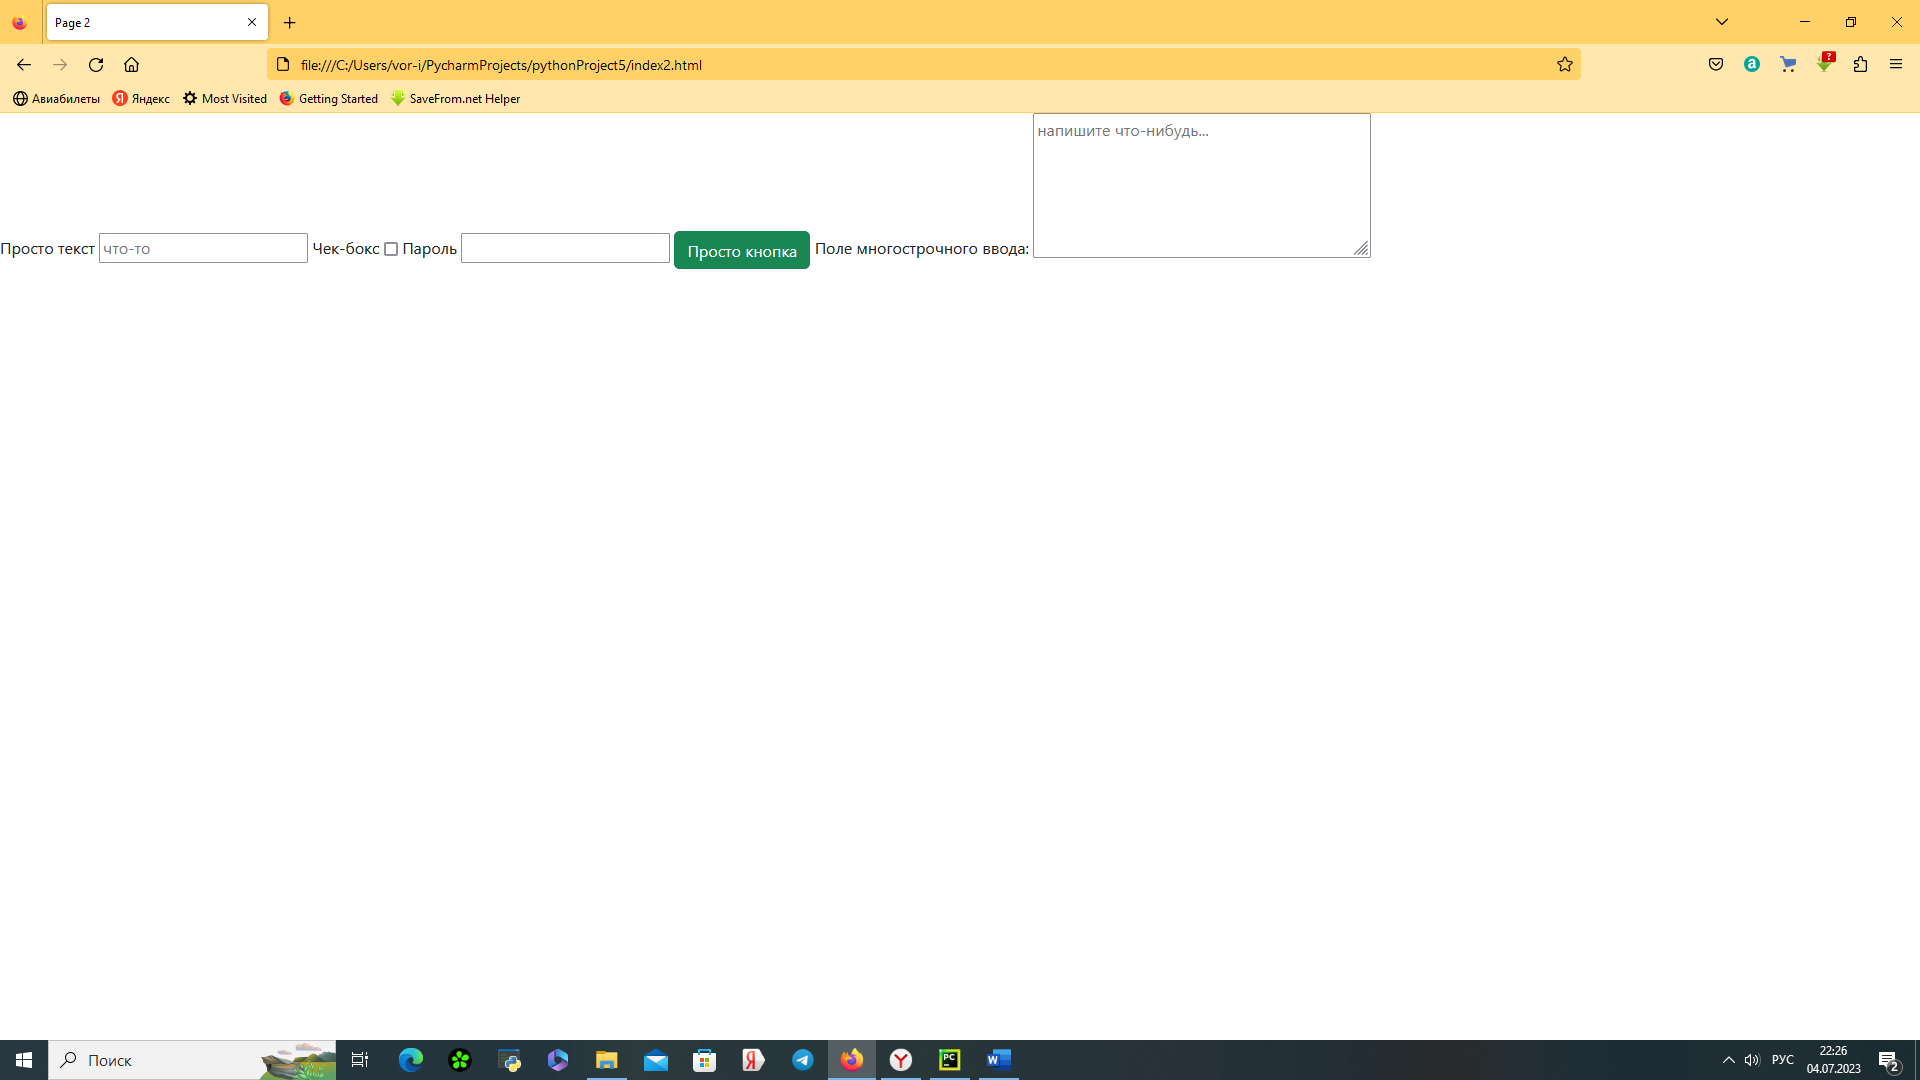 Page 2
file:///C:/Users/vor-i/PycharmProjects/pythonProject5/index2.html
Авиабилеты Яндекс Most Visited Getting Started SaveFrom.net Helper
напишите что-нибудь...
Просто текст что-то Чек-бокс Пароль Просто кнопка Поле многострочного ввода:
Поиск
РУС
22:26
04.07.2023
2